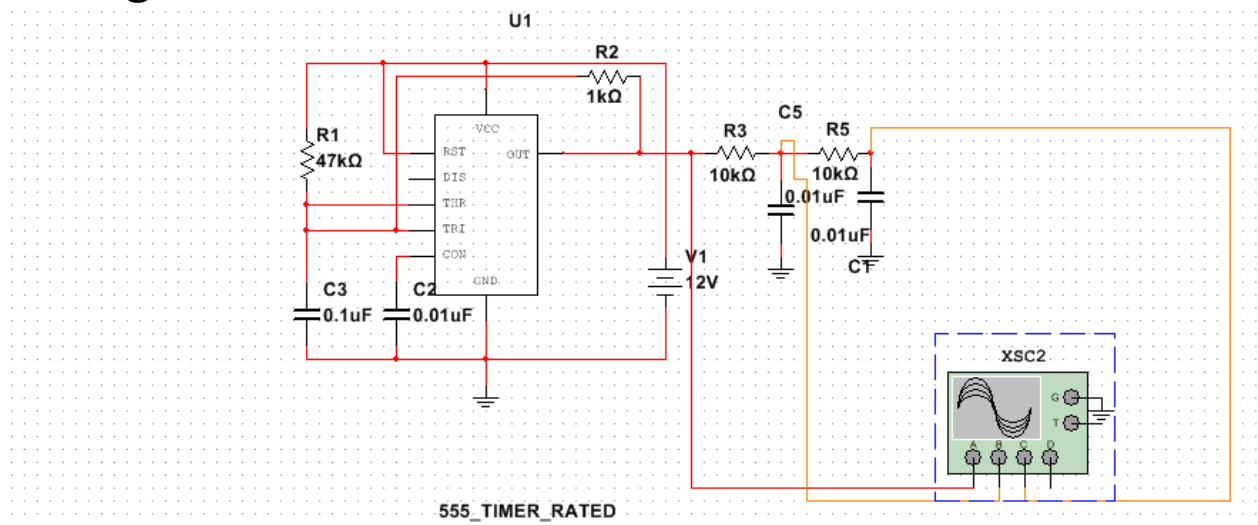 U1
R2
1kΩ
C5
R1
47kΩ
VCC
RST
OUT
DIS
THR
TRI
CON
GND
R3
10kΩ
R5
10kΩ
0.01uF
0.01uF
C1
V1
12V
C3
0.1uF
C2
0.01uF
XSC2
G
T
A
B
C
D
555_TIMER_RATED